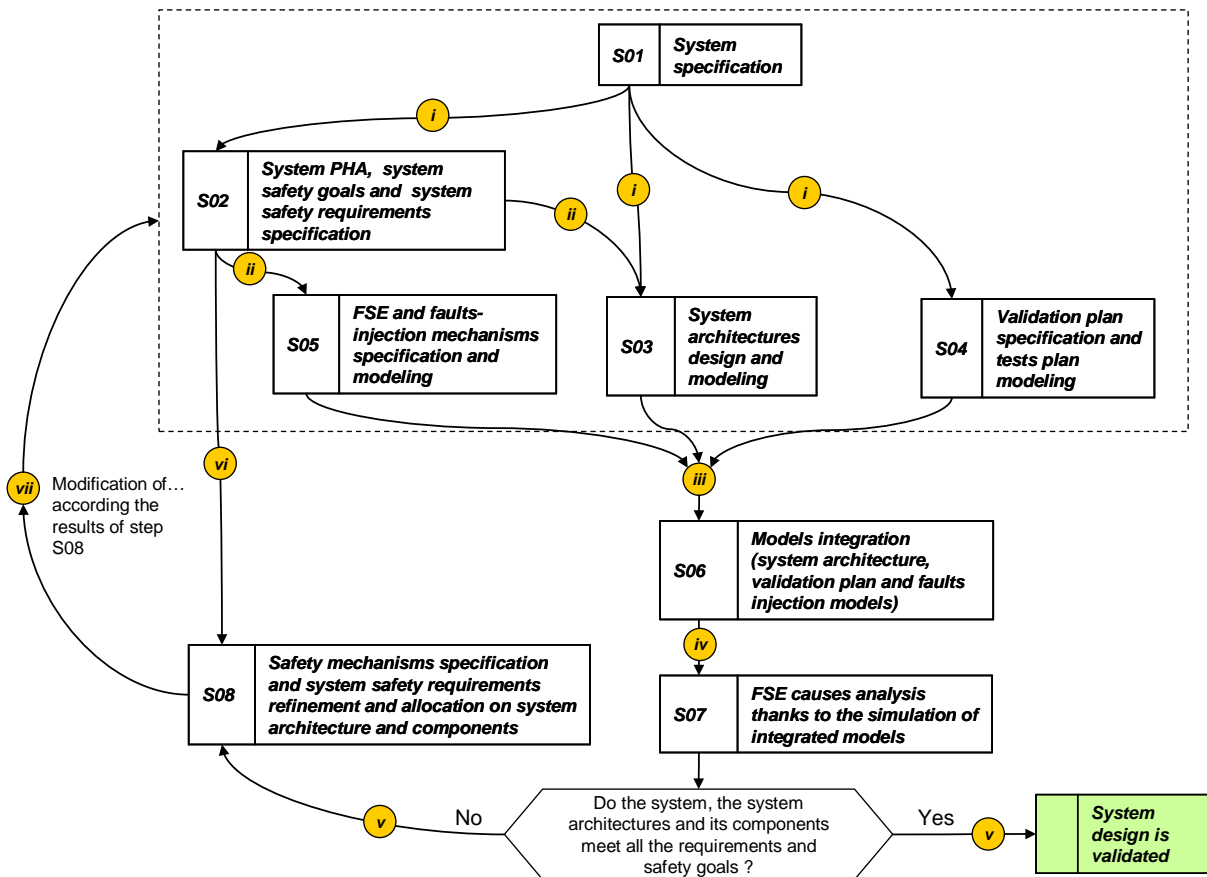 S01
System
specification
i
i
i
S02
System PHA, system
safety goals and system
safety requirements
specification
ii
ii
S05
FSE and faults-
injection mechanisms
specification and
modeling
S03
System
architectures
design and
modeling
S04
Validation plan
specification and
tests plan
modeling
vi
vii
Modification of…
according the
results of step
S08
iii
S06
Models integration
(system architecture,
validation plan and faults
injection models)
iv
S08
Safety mechanisms specification
and system safety requirements
refinement and allocation on system
architecture and components
S07
FSE causes analysis
thanks to the simulation of
integrated models
v
No
Do the system, the system
architectures and its components
meet all the requirements and
safety goals ?
Yes
v
System
design is
validated